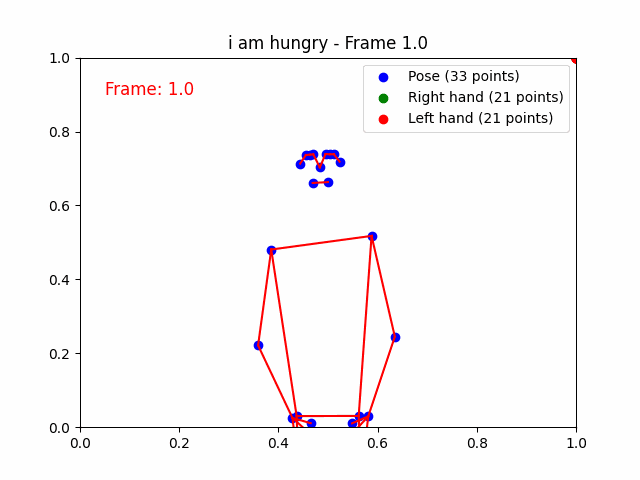 i am hungry - Frame 1.0
Frame: 1.0
Pose (33 points)
Right hand (21 points)
Left hand (21 points)
1.0
0.8
0.6
0.4
0.2
0.0
0.0 0.2 0.4 0.6 0.8 1.0